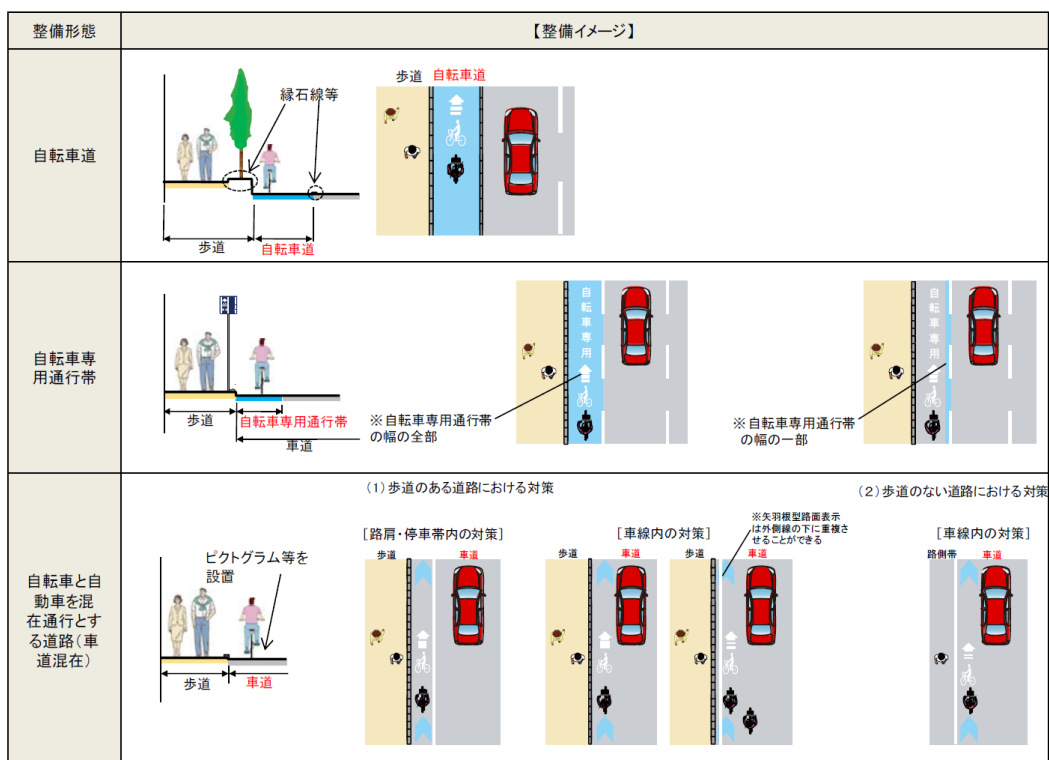 整備形態
【整備イメージ】
自転車道
縁石線等
歩道
自転車道
歩道
自転車道
自転車専
用通行帯
歩道
自転車専用通行帯
車道
自転車専用
※自転車専用通行帯
の幅の全部
自転車専用
※自転車専用通行帯
の幅の一部
自転車と自
動車を混
在通行とす
る道路(車
道混在)
ピクトグラム等を
設置
歩道
車道
(1)歩道のある道路における対策
[路肩・停車帯内の対策]
歩道
車道
[車線内の対策]
歩道
車道
歩道
車道
※矢羽根型路面表示
は外側線の下に重複さ
せることができる
(2)歩道のない道路における対策
[車線内の対策]
路側帯
車道